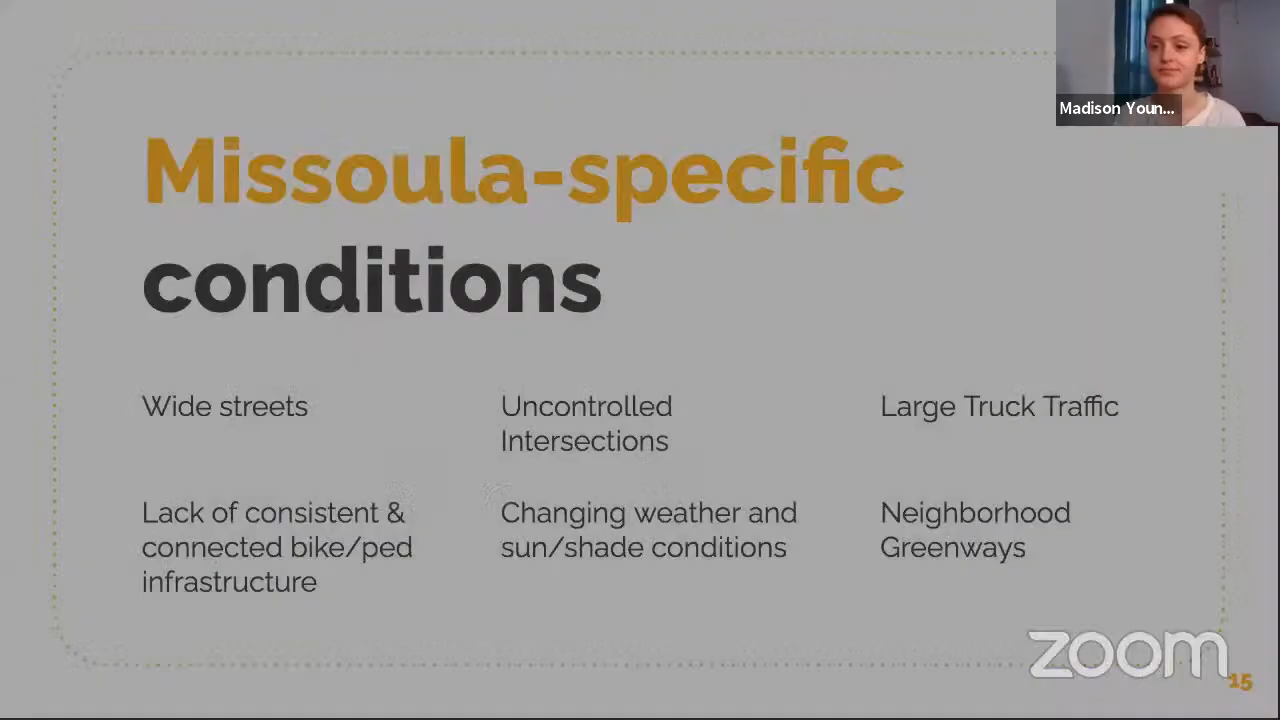 Madison Youn...
Missoula-specific
conditions
Wide streets
Uncontrolled
Intersections
Large Truck Traffic
Lack of consistent &
connected bike/ped
infrastructure
Changing weather and
sun/shade conditions
Neighborhood
Greenways
zoom
15